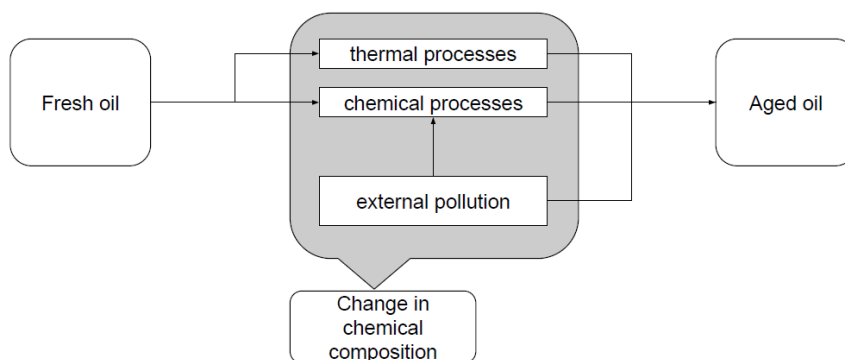 thermal processes
Fresh oil
chemical processes
Aged oil
external pollution
Change in
chemical
composition